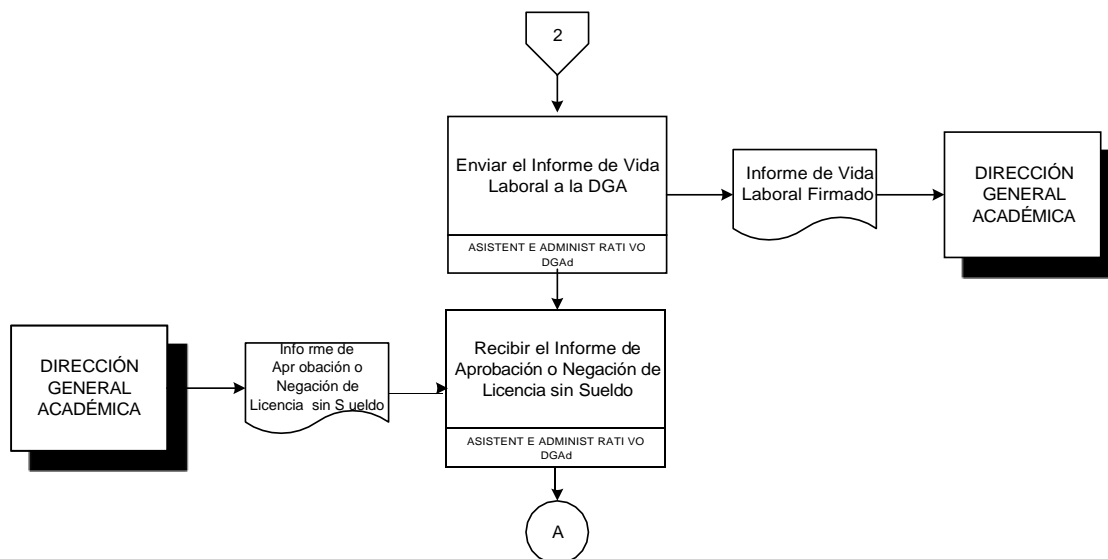 2
Enviar el Informe de Vida
Laboral a la DGA
ASISTENT E ADMINIST RATI VO
DGAd
Informe de Vida
Laboral Firmado
DIRECCIÓN
GENERAL
ACADÉMICA
DIRECCIÓN
GENERAL
ACADÉMICA
Info rme de
Apr obación o
Negación de
Licencia sin S ueldo
Recibir el Informe de
Aprobación o Negación de
Licencia sin Sueldo
ASISTENT E ADMINIST RATI VO
DGAd
A